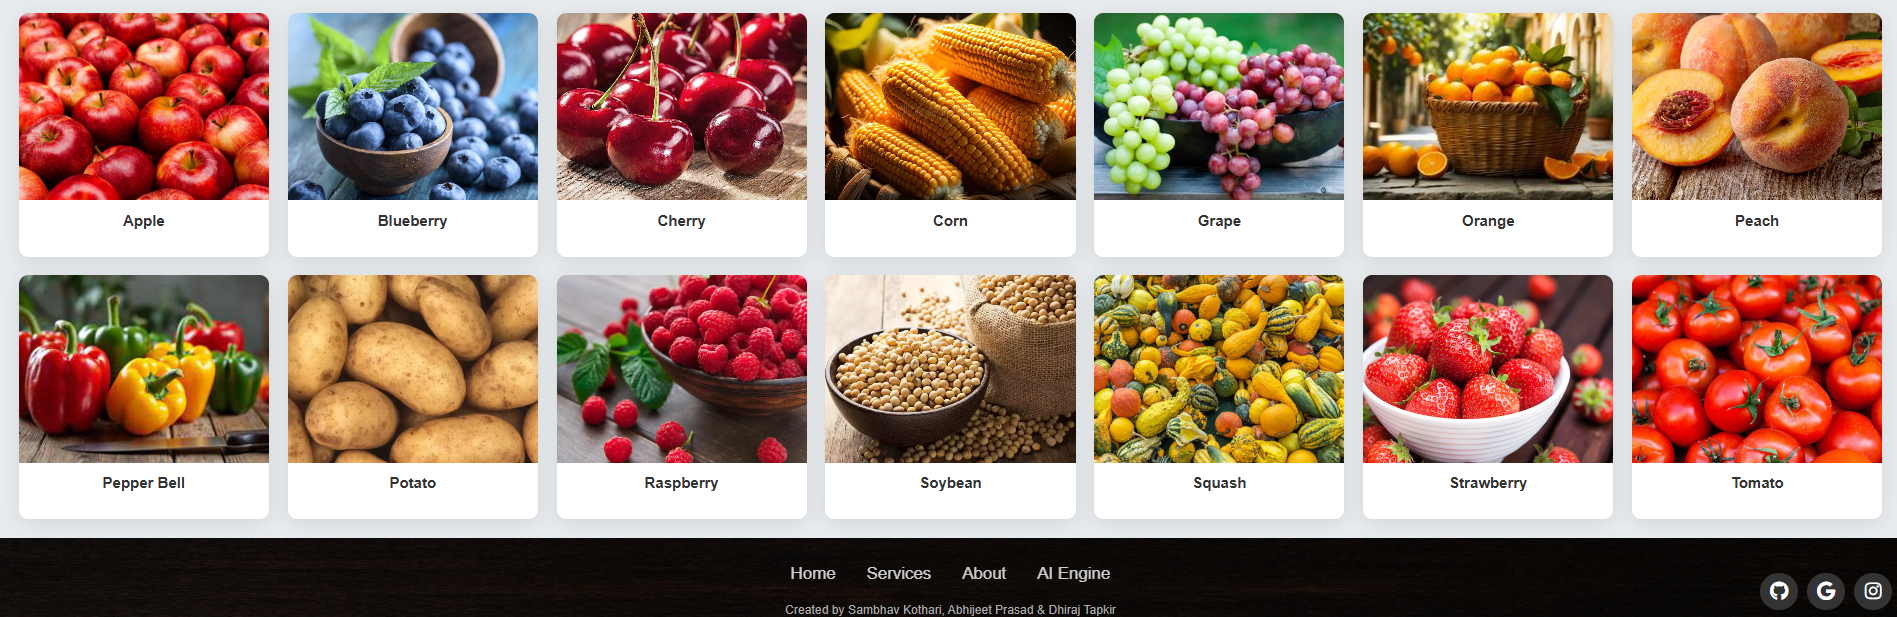 Apple
Blueberry
Cherry
Corn
Grape
Orange
Peach
Pepper Bell
Potato
Raspberry
Soybean
Squash
Strawberry
Tomato
Home
Services
About
AI Engine
Created by Sambhav Kothari, Abhijeet Prasad & Dhiraj Tapkir